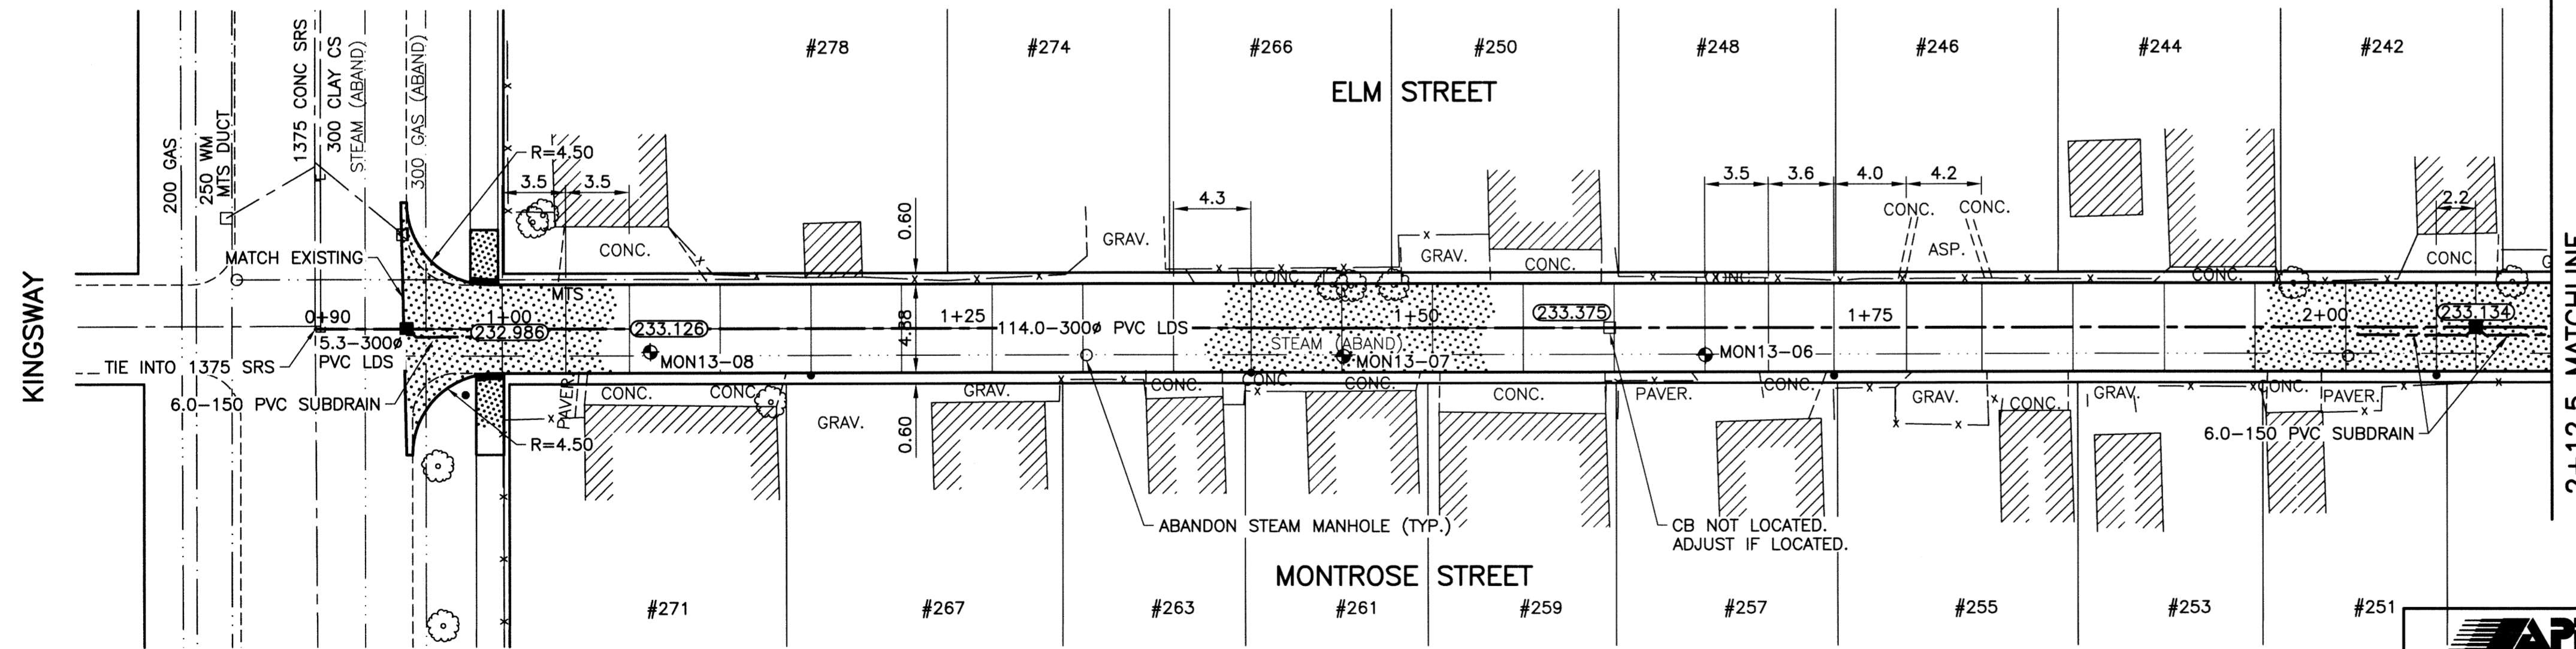 #278
#274
#266
#250
#248
#246
#244
#242
ELM STREET
KINGSWAY
200 GAS
250 WM
MTS DUCT
1375 CONC SRS
300 CLAY CS
STEAM (ABAND)
300 GAS (ABAND)
R=4.50
3.5
3.5
4.3
3.5
3.6
4.0
4.2
2.2
0.60
CONC.
GRAV.
GRAV.
CONC.
CONC.
CONC.
ASP.
CONC.
MATCH EXISTING
CONC.
CONC.
CONC.
MTS
0+90
1+00
232.986
233.126
4.88
1+25
114.0-300ø PVC LDS
1+50
233.375
1+75
2+00
233.134
5.3-300ø
PVC LDS
TIE INTO 1375 SRS
STEAM (ABAND)
MON13-08
MON13-07
MON13-06
6.0-150 PVC SUBDRAIN
R=4.50
PAVER.
CONC.
CONC.
GRAV.
GRAV.
0.60
CONC.
CONC.
CONC.
CONC.
PAVER.
CONC.
GRAV.
CONC.
GRAV.
CONC.
PAVER.
6.0-150 PVC SUBDRAIN
ABANDON STEAM MANHOLE (TYP.)
CB NOT LOCATED.
ADJUST IF LOCATED.
MONTROSE STREET
#271
#267
#263
#261
#259
#257
#255
#253
#251
2+12.5 MATCHLINE